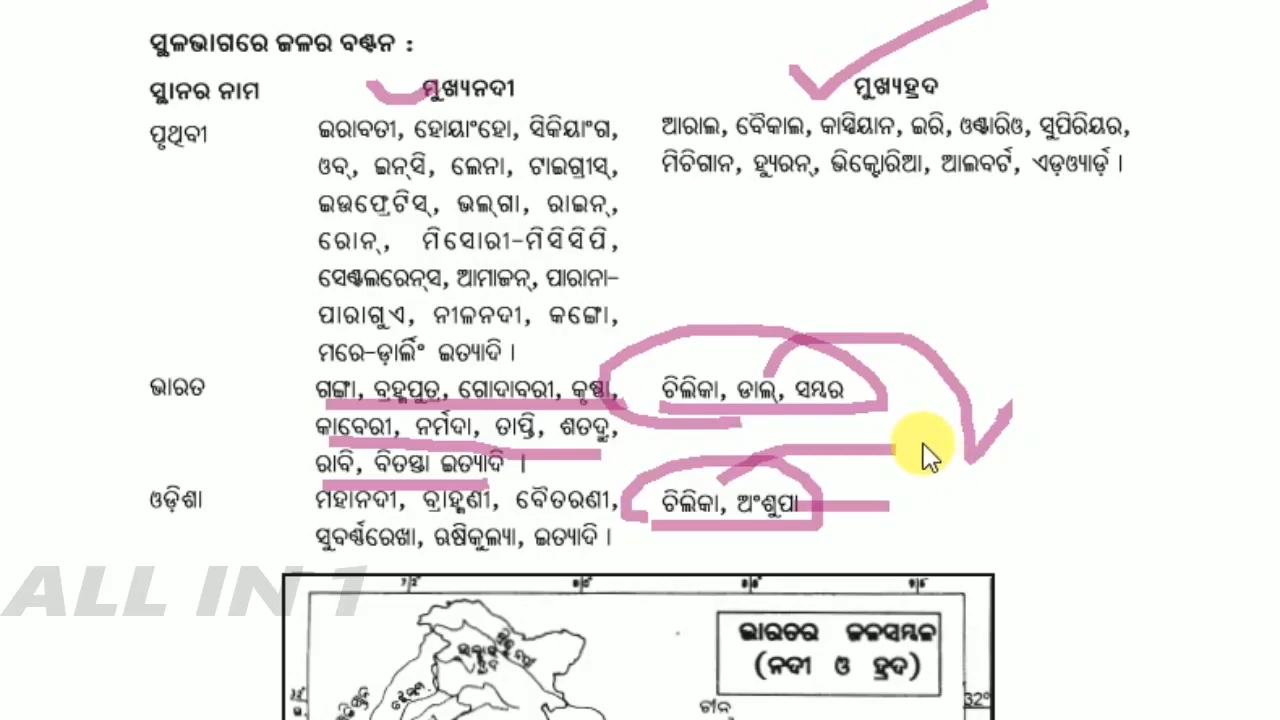 ସ୍ଥଳଭାଗରେ ଜଳର ବଣ୍ଟନ :
ସ୍ଥାନର ନାମ ମୁଖ୍ୟନଦୀ ମୁଖ୍ୟହ୍ରଦ
ପୃଥିବୀ ଇରାବତୀ, ହୋୟାଂହୋ, ସିକିୟାଂଗ, ଆରାଲ, ବୈକାଲ, କାସ୍ପିୟାନ, ଇରି, ଓଣ୍ଟାରିଓ, ସୁପିରିୟର,
ଓବ୍, ଇନ୍‌ସି, ଲେନା, ଟାଇଗ୍ରୀସ୍, ମିଚିଗାନ, ହ୍ୟୁରନ୍, ଭିକ୍ଟୋରିଆ, ଆଲବର୍ଟ, ଏଡ଼ଓ୍ୟାର୍ଡ଼ ।
ଇଉଫ୍ରେଟିସ୍, ଭଲ୍‌ଗା, ରାଇନ୍,
ରୋନ୍, ମିସୋରୀ-ମିସିସିପି,
ସେଣ୍ଟଲରେନ୍‌ସ, ଆମାଜନ୍, ପାରାନା-
ପାରାଗୁଏ, ନୀଳନଦୀ, କଙ୍ଗୋ,
ମରେ-ଡ଼ାର୍ଲିଂ ଇତ୍ୟାଦି ।
ଭାରତ ଗଙ୍ଗା, ବ୍ରହ୍ମପୁତ୍ର, ଗୋଦାବରୀ, କୃଷ୍ଣା, ଚିଲିକା, ଡାଲ୍, ସମ୍ଭର
କାବେରୀ, ନର୍ମଦା, ତାପ୍ତି, ଶତଦ୍ରୁ,
ରାବି, ବିତସ୍ତା ଇତ୍ୟାଦି ।
ଓଡ଼ିଶା ମହାନଦୀ, ବ୍ରାହ୍ମଣୀ, ବୈତରଣୀ, ଚିଲିକା, ଅଂଶୁପା
ସୁବର୍ଣ୍ଣରେଖା, ଋଷିକୁଲ୍ୟା, ଇତ୍ୟାଦି ।
ALL IN 1
ଭାରତର ଜଳସମ୍ବଳ
(ନଦୀ ଓ ହ୍ରଦ)
32°
ଚୀନ୍